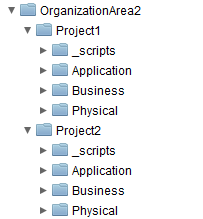 OrganizationArea2
Project1
_scripts
Application
Business
Physical
Project2
_scripts
Application
Business
Physical